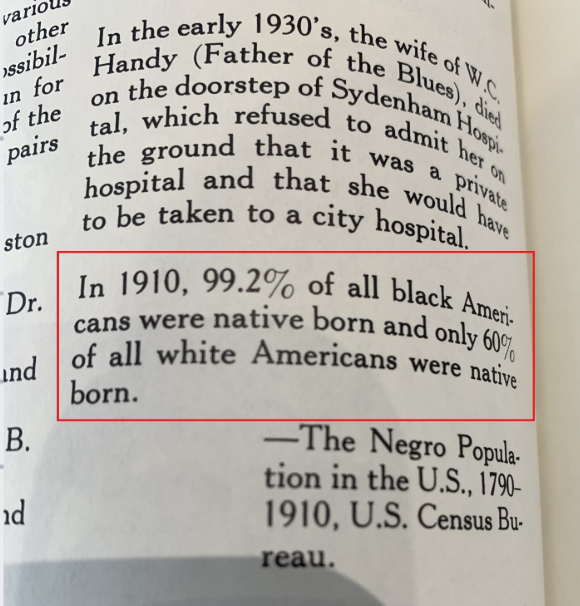 various
other
ossibil-
in for
of the
pairs
ston
Dr.
and
B.
nd
In the early 1930's, the wife of W.C.
Handy (Father of the Blues), died
on the doorstep of Sydenham Hospi-
tal, which refused to admit her on
the ground that it was a private
hospital and that she would have
to be taken to a city hospital.
In 1910, 99.2% of all black Ameri-
cans were native born and only 60%
of all white Americans were native
born.
—The Negro Popula-
tion in the U.S., 1790-
1910, U.S. Census Bu-
reau.